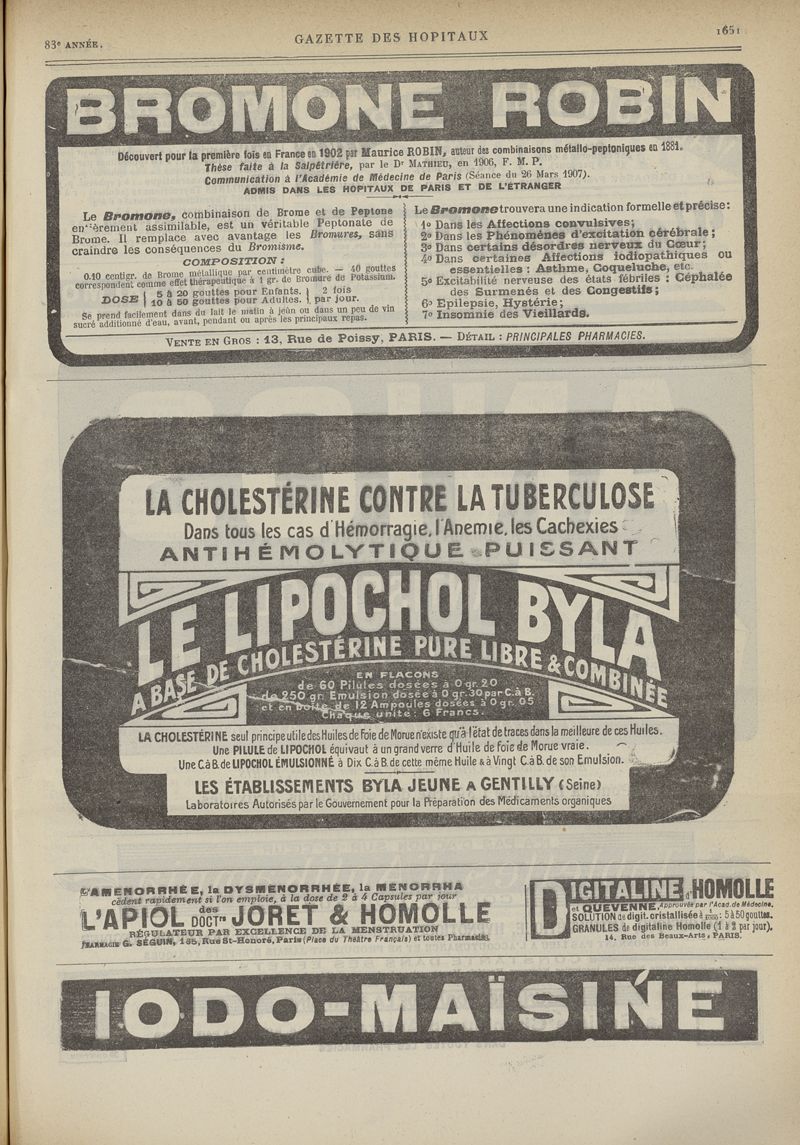 83e ANNÉE.
GAZETTE DES HOPITAUX
1651
BROMONE ROBIN
Découvert pour la première fois en France en 1902 par Maurice ROBIN, auteur des combinaisons métallo-peptoniques en 1881.
Thèse faite à la Salpêtrière, par le Dr MATHIEU, en 1906, F. M. P.
Communication à l'Académie de Médecine de Paris (Séance du 26 Mars 1907).
ADMIS DANS LES HOPITAUX DE PARIS ET DE L'ÉTRANGER
Le Bromone, combinaison de Brome et de Peptone
entièrement assimilable, est un véritable Peptonate de
Brome. Il remplace avec avantage les Bromures, sans
craindre les conséquences du Bromisme.
COMPOSITION :
0.10 centigr. de Brome métallique par centimètre cube. — 40 gouttes
correspondent comme effet thérapeutique à 1 gr. de Bromure de Potassium.
DOSE { 5 à 20 gouttes pour Enfants. } 2 fois
10 à 50 gouttes pour Adultes. } par jour.
Se prend facilement dans du lait le matin à jeûn ou dans un peu de vin
sucré additionné d'eau, avant, pendant ou après les principaux repas.
Le Bromone trouvera une indication formelle et précise :
1o Dans les Affections convulsives;
2o Dans les Phénomènes d'excitation cérébrale;
3o Dans certains désordres nerveux du Cœur;
4o Dans certaines Affections iodiopathiques ou
essentielles : Asthme, Coqueluche, etc.
5o Excitabilité nerveuse des états fébriles : Céphalée
des Surmenés et des Congestifs;
6o Epilepsie, Hystérie;
7o Insomnie des Vieillards.
VENTE EN GROS : 13, Rue de Poissy, PARIS. — DÉTAIL : PRINCIPALES PHARMACIES.
LA CHOLESTÉRINE CONTRE LA TUBERCULOSE
Dans tous les cas d'Hémorragie, l'Anemie, les Cachexies
ANTIHÉMOLYTIQUE PUISSANT
LE LIPOCHOL BYLA
A BASE DE CHOLESTÉRINE PURE LIBRE & COMBINÉE
EN FLACONS
de 60 Pilules dosées à 0 gr. 20
de 250 gr. Emulsion dosée à 0 gr. 30 par C. à B.
et en boîte de 12 Ampoules dosées à 0 gr. 05
Chaque unité : 6 Francs.
LA CHOLESTÉRINE seul principe utile des Huiles de Foie de Morue n'existe qu'à l'état de traces dans la meilleure de ces Huiles.
Une PILULE de LIPOCHOL équivaut à un grand verre d'Huile de foie de Morue vraie.
Une C. à B. de LIPOCHOL ÉMULSIONNÉ à Dix C. à B. de cette même Huile & à Vingt C. à B. de son Emulsion.
LES ÉTABLISSEMENTS BYLA JEUNE A GENTILLY (Seine)
Laboratoires Autorisés par le Gouvernement pour la Préparation des Médicaments organiques
L'AMENORRHÉE, la DYSMENORRHÉE, la MENORRHA
cèdent rapidement si l'on emploie, à la dose de 2 à 4 Capsules par jour
L'APIOL des DOCTrs JORET & HOMOLLE
RÉGULATEUR PAR EXCELLENCE DE LA MENSTRUATION
PHARMACIE G. SÉGUIN, 165, Rue St-Honoré, Paris (Place du Théâtre Français) et toutes Pharmacies.
DIGITALINE d'HOMOLLE
et QUEVENNE, Approuvée par l'Acad. de Médecine,
SOLUTION de digit. cristallisée à : 5 à 50 gouttes.
GRANULES de digitaline Homolle (1 à 2 par jour).
14, Rue des Beaux-Arts, PARIS.
IODO-MAÏSINE